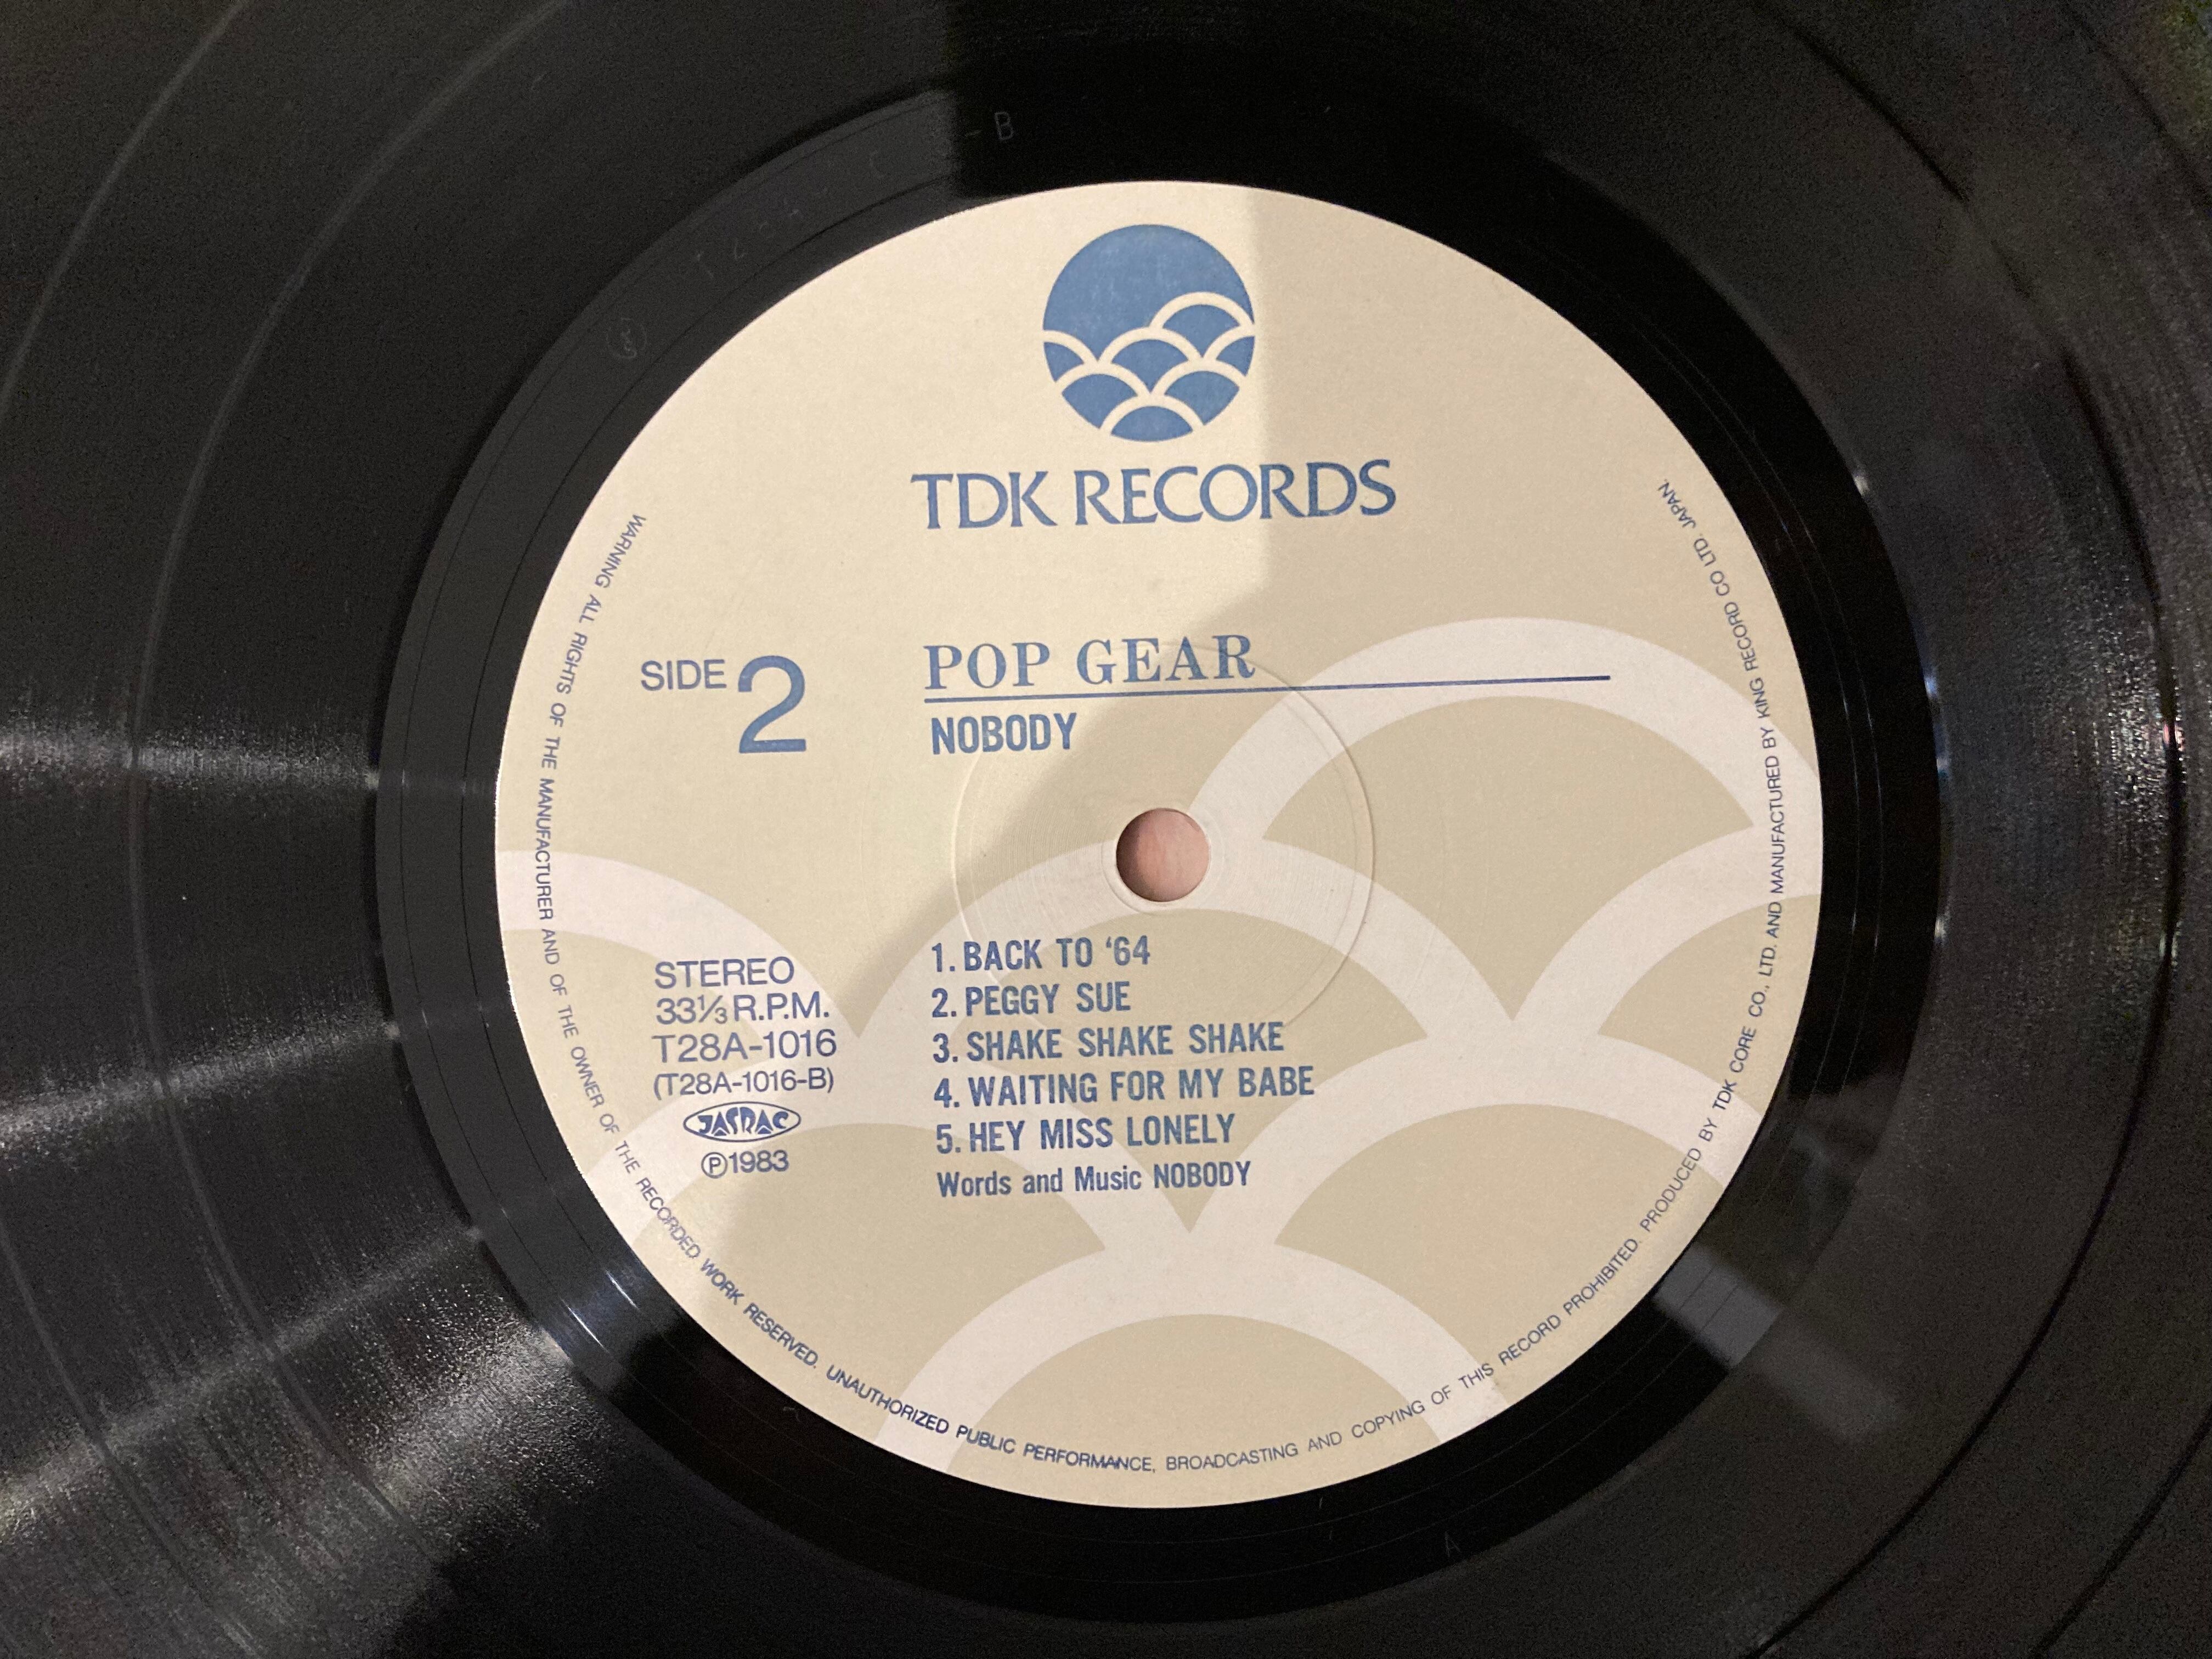 TDK RECORDS
SIDE 2
POP GEAR
NOBODY
STEREO
33⅓ R.P.M.
T28A-1016
(T28A-1016-B)
JASRAC
Ⓟ1983
1. BACK TO ‘64
2. PEGGY SUE
3. SHAKE SHAKE SHAKE
4. WAITING FOR MY BABE
5. HEY MISS LONELY
Words and Music NOBODY
WARNING ALL RIGHTS OF THE MANUFACTURER AND OF THE OWNER OF THE RECORDED WORK RESERVED. UNAUTHORIZED PUBLIC PERFORMANCE, BROADCASTING AND COPYING OF THIS RECORD PROHIBITED. PRODUCED BY TDK CORE CO., LTD. AND MANUFACTURED BY KING RECORD CO LTD. JAPAN.
-B
A